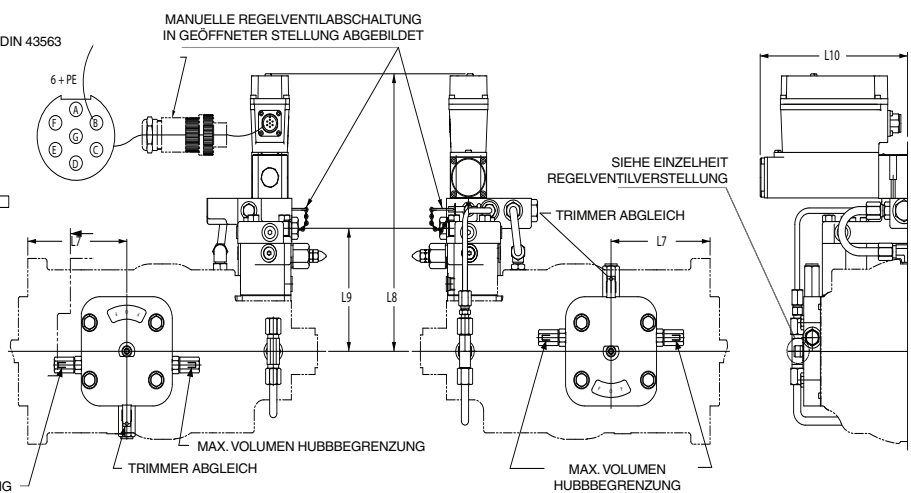 MANUELLE REGELVENTILABSCHALTUNG
IN GEÖFFNETER STELLUNG ABGEBILDET
DIN 43563
6 + PE
A
F
B
G
E
C
D
L10
SIEHE EINZELHEIT
REGELVENTILVERSTELLUNG
TRIMMER ABGLEICH
L7
L7
L9
L8
MAX. VOLUMEN HUBBBEGRENZUNG
TRIMMER ABGLEICH
MAX. VOLUMEN
HUBBBEGRENZUNG
NG